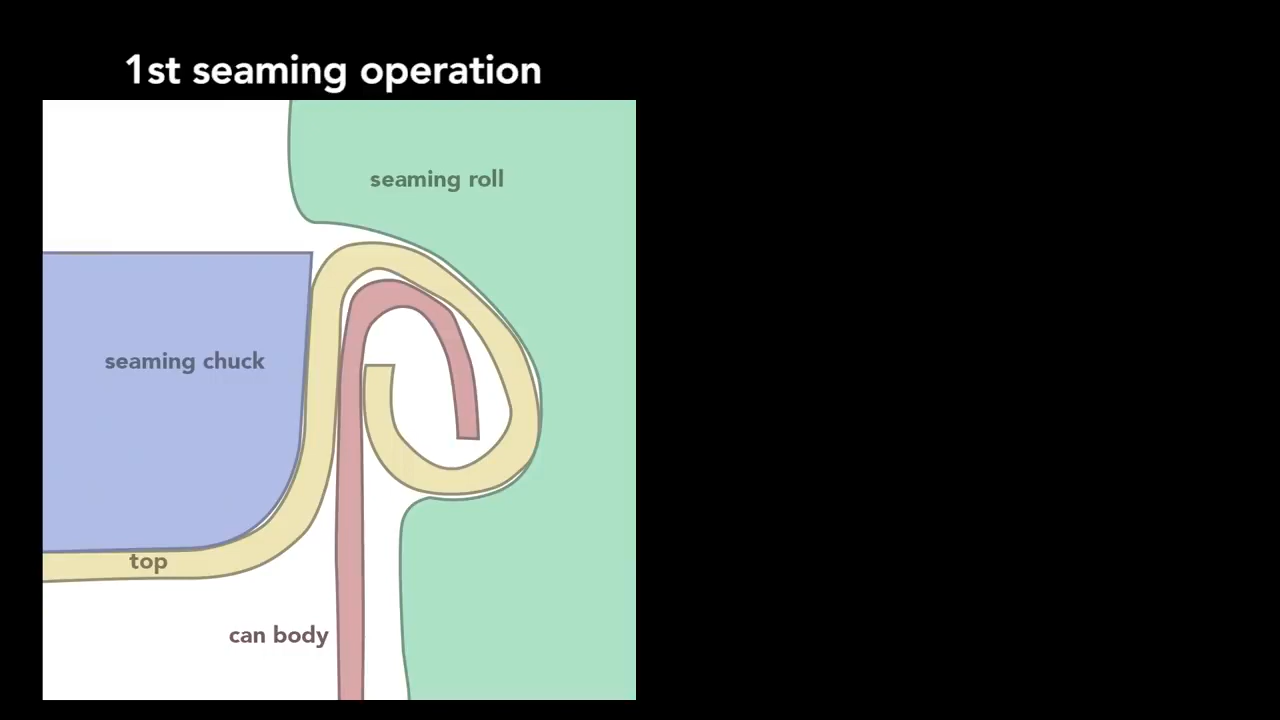 1st seaming operation
seaming roll
seaming chuck
top
can body